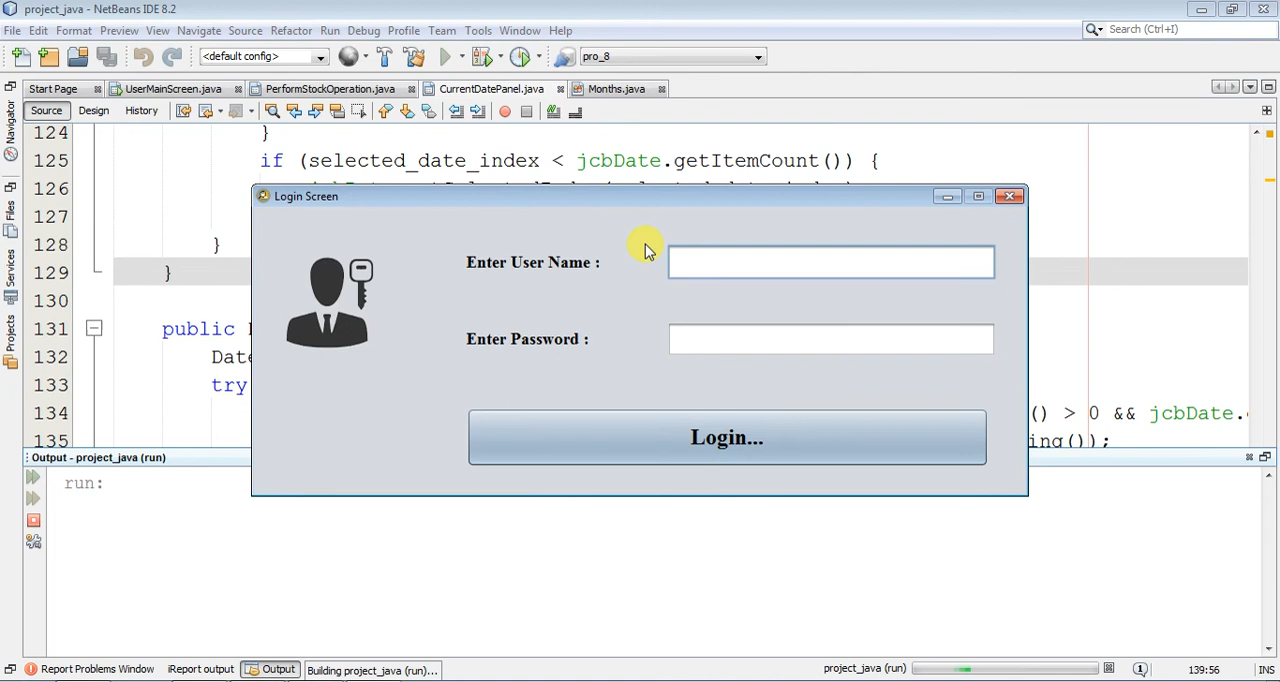 project_java - NetBeans IDE 8.2
File Edit Format Preview View Navigate Source Refactor Run Debug Profile Team Tools Window Help
Search (Ctrl+I)
<default config>
pro_8
Start Page UserMainScreen.java PerformStockOperation.java CurrentDatePanel.java Months.java
Source Design History
Navigator
Files
Services
Projects
124 }
125 if (selected_date_index < jcbDate.getItemCount()) {
126
127
128 }
129 }
130
131 public
132 Date
133 try
134 () > 0 && jcbDate.
135 ing());
Login Screen
Enter User Name :
Enter Password :
Login...
Output - project_java (run)
run:
Report Problems Window iReport output Output Building project_java (run)... project_java (run) 139:56 INS